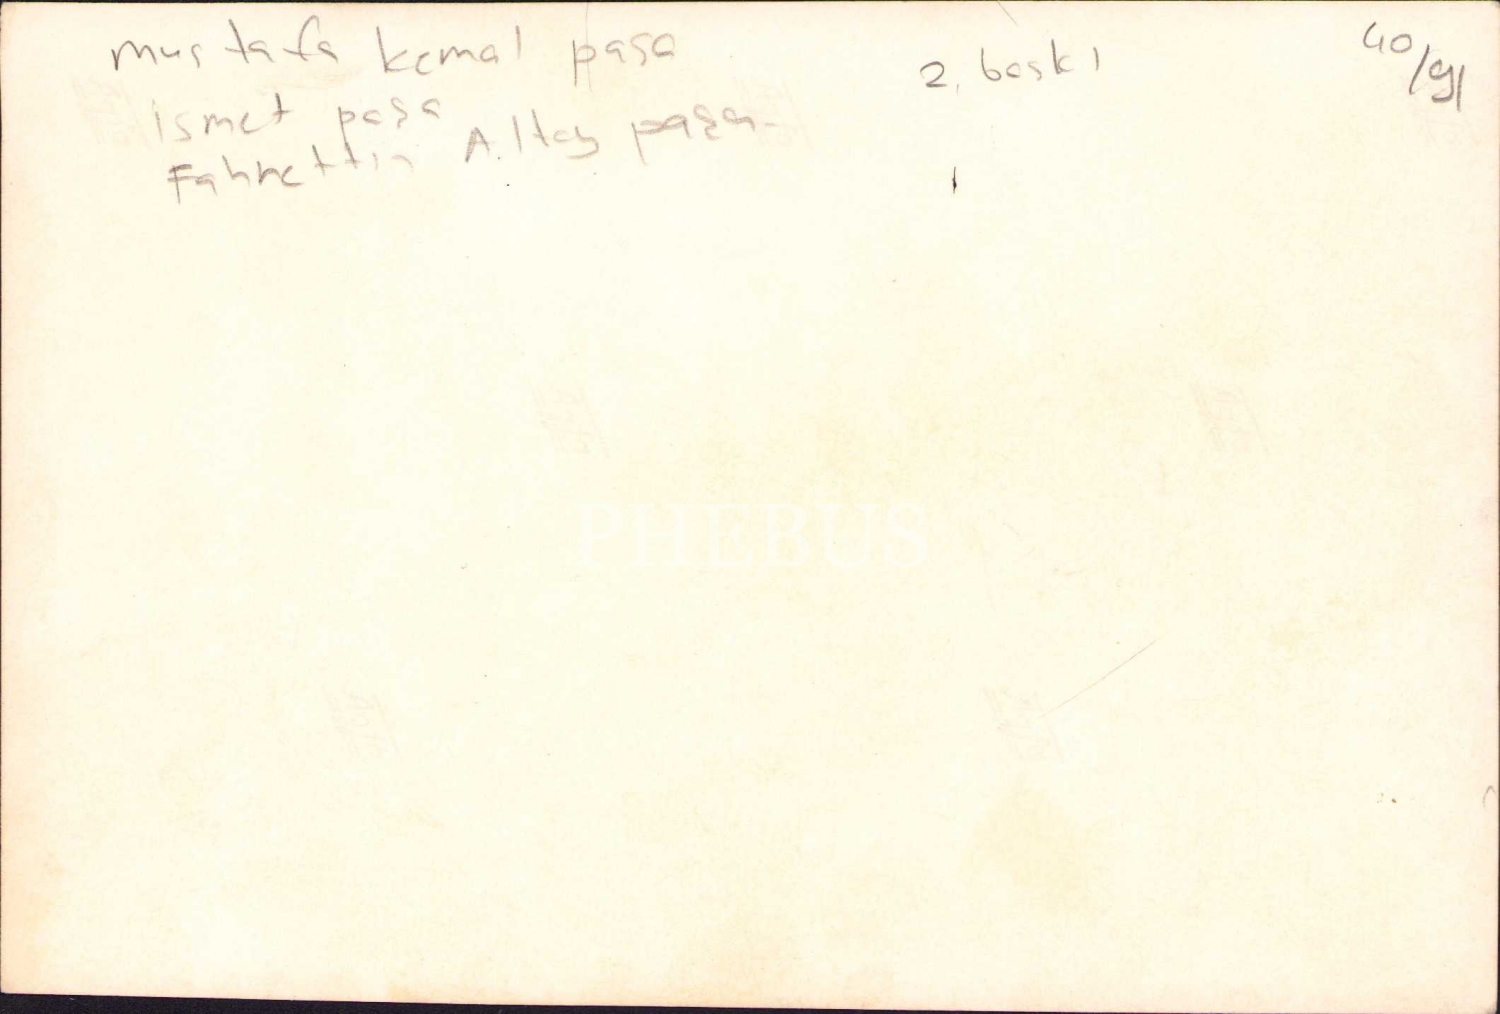 mustafa kemal paşa
ismet paşa
Fahrettin Altay paşa
2. baskı
40/91
PHEBUS